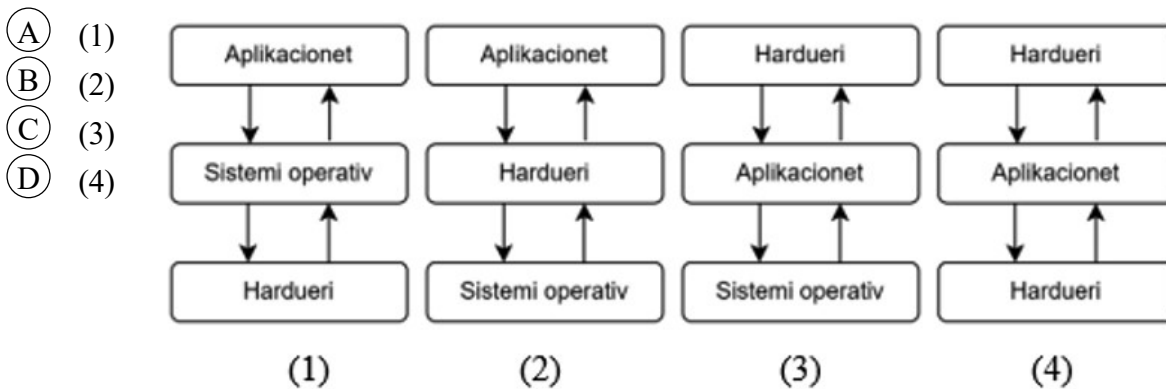 A (1)
B (2)
C (3)
D (4)
Aplikacionet Aplikacionet Hardueri Hardueri
Sistemi operativ Hardueri Aplikacionet Aplikacionet
Hardueri Sistemi operativ Sistemi operativ Hardueri
(1) (2) (3) (4)